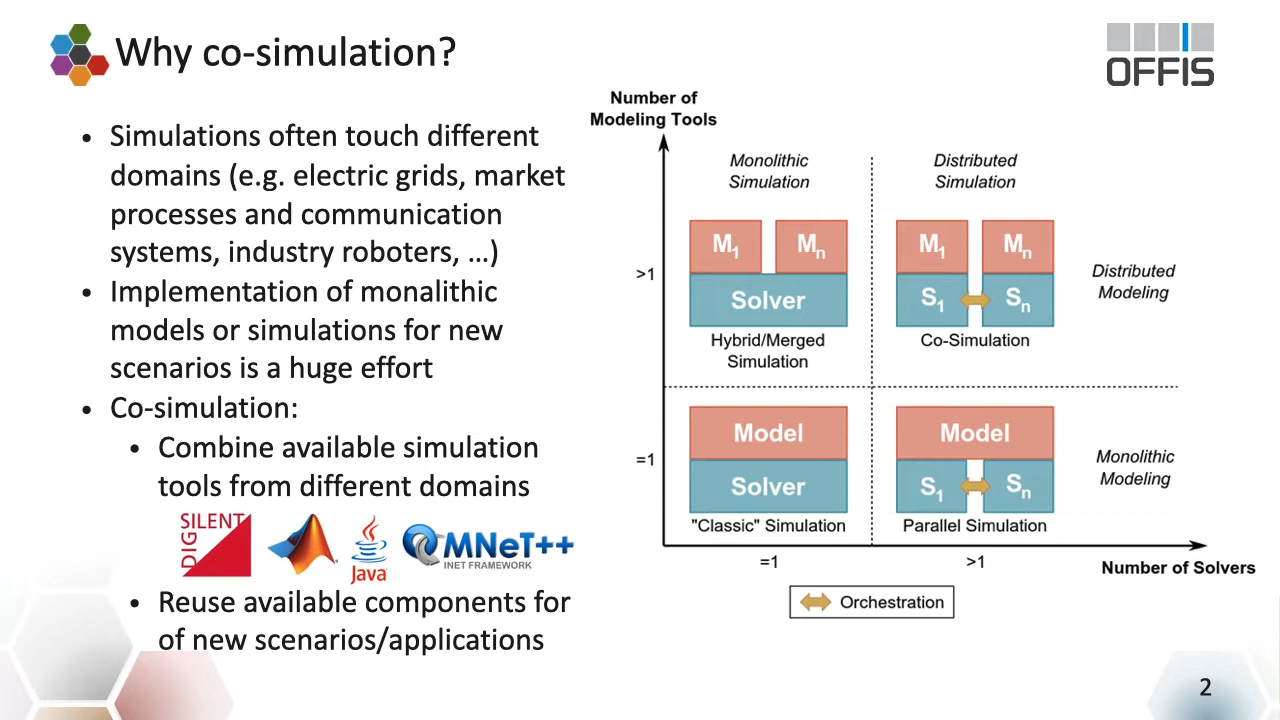 Why co-simulation?
OFFIS
• Simulations often touch different
domains (e.g. electric grids, market
processes and communication
systems, industry roboters, ...)
• Implementation of monalithic
models or simulations for new
scenarios is a huge effort
• Co-simulation:
• Combine available simulation
tools from different domains
DIG
SILENT
Java
OMNeT++
INET FRAMEWORK
• Reuse available components for
of new scenarios/applications
Number of
Modeling Tools
Monolithic
Simulation
Distributed
Simulation
>1
M1
Mn
Solver
Hybrid/Merged
Simulation
M1
Mn
S1
Sn
Co-Simulation
Distributed
Modeling
=1
Model
Solver
"Classic" Simulation
Model
S1
Sn
Parallel Simulation
Monolithic
Modeling
=1
>1
Number of Solvers
Orchestration
2